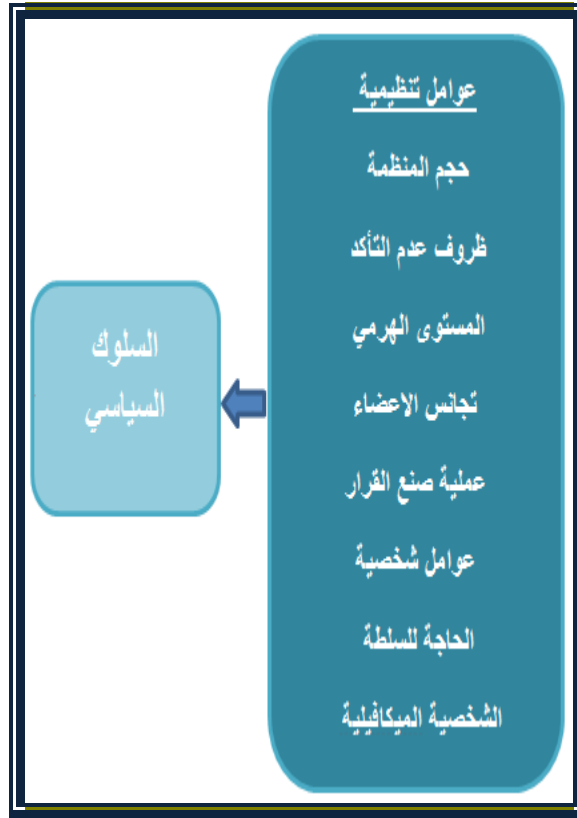 عوامل تنظيمية
حجم المنظمة
ظروف عدم التأكد
المستوى الهرمي
تجانس الاعضاء
عملية صنع القرار
عوامل شخصية
الحاجة للسلطة
الشخصية الميكافيلية
السلوك
السياسي